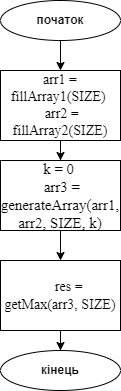 початок
arr1 =
fillArray1(SIZE)
arr2 =
fillArray2(SIZE)
k = 0
arr3 =
generateArray(arr1,
arr2, SIZE, k)
res =
getMax(arr3, SIZE)
кінець